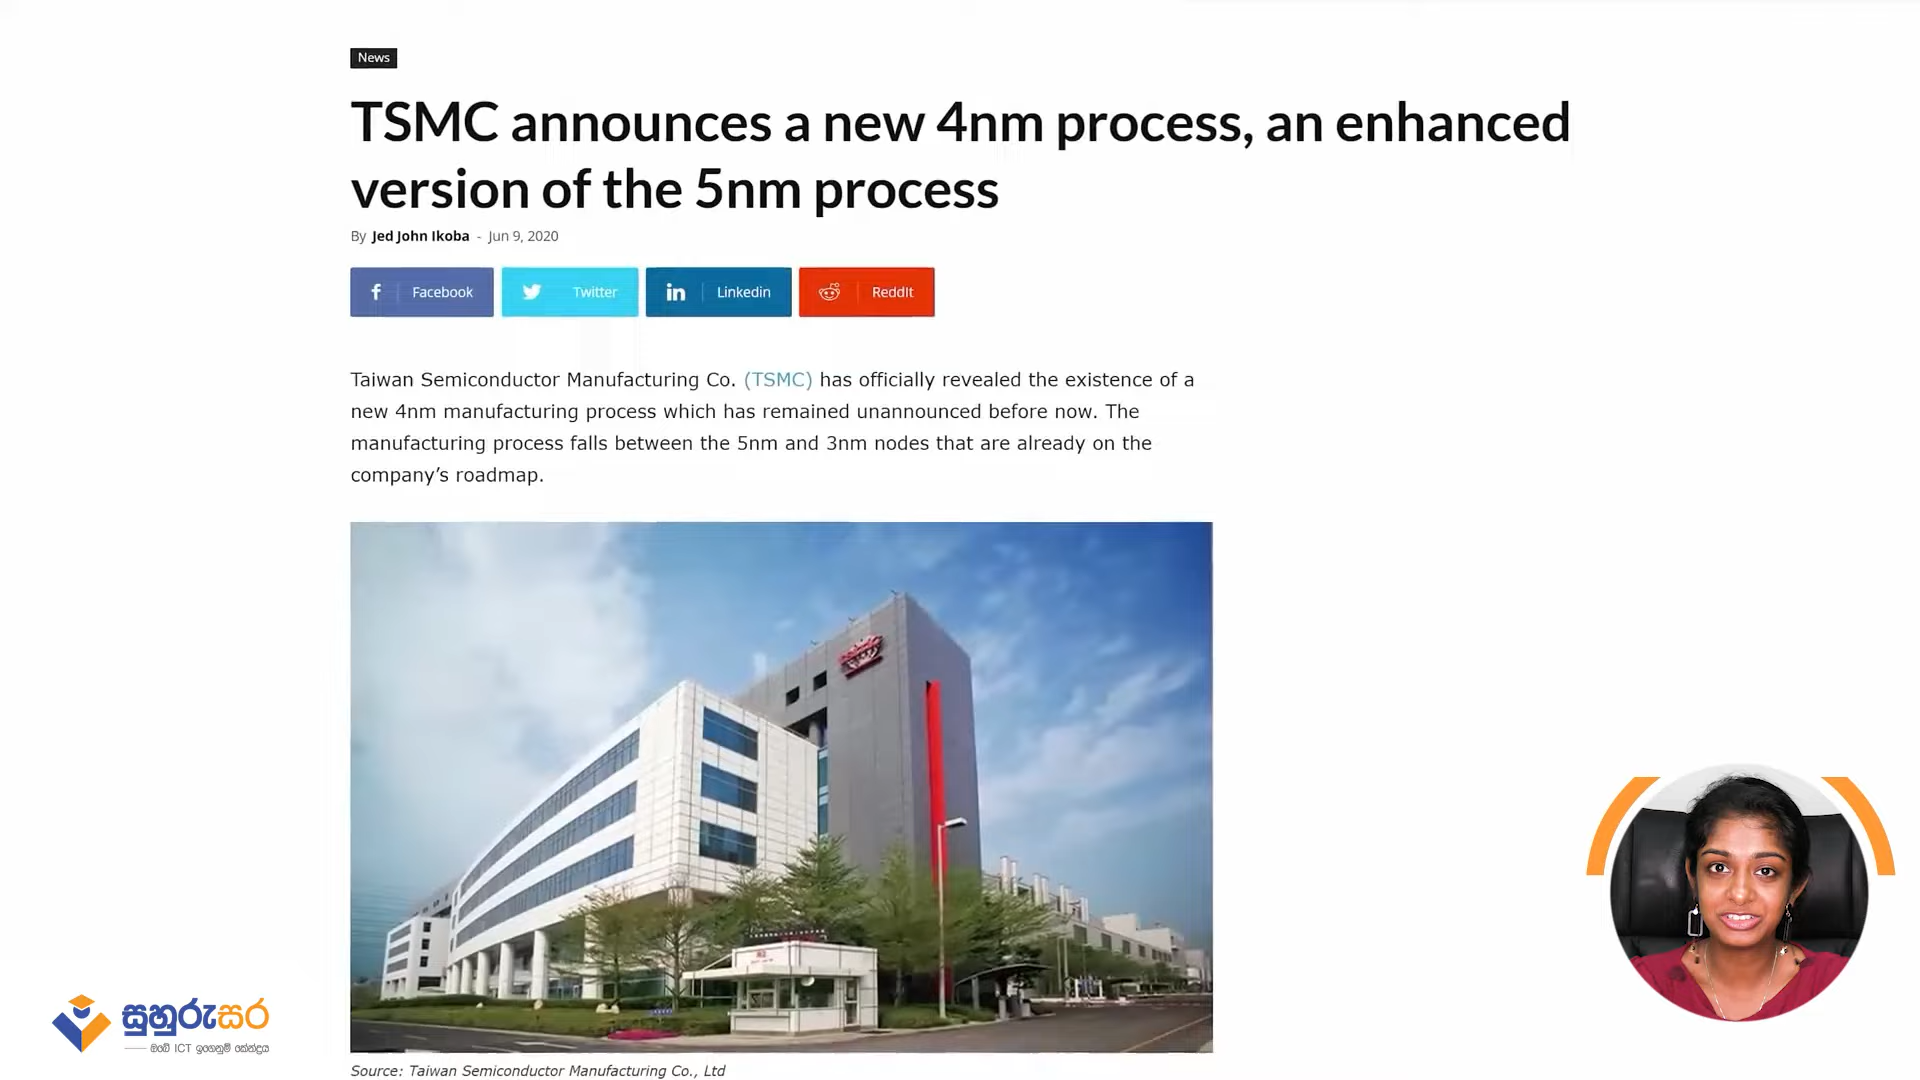 News
TSMC announces a new 4nm process, an enhanced
version of the 5nm process
By Jed John Ikoba - Jun 9, 2020
Facebook
Twitter
Linkedin
ReddIt
Taiwan Semiconductor Manufacturing Co. (TSMC) has officially revealed the existence of a
new 4nm manufacturing process which has remained unannounced before now. The
manufacturing process falls between the 5nm and 3nm nodes that are already on the
company’s roadmap.
Source: Taiwan Semiconductor Manufacturing Co., Ltd
සුහුරුසර
ඔබේ ICT ඉගෙනුම් කේන්ද්‍රය